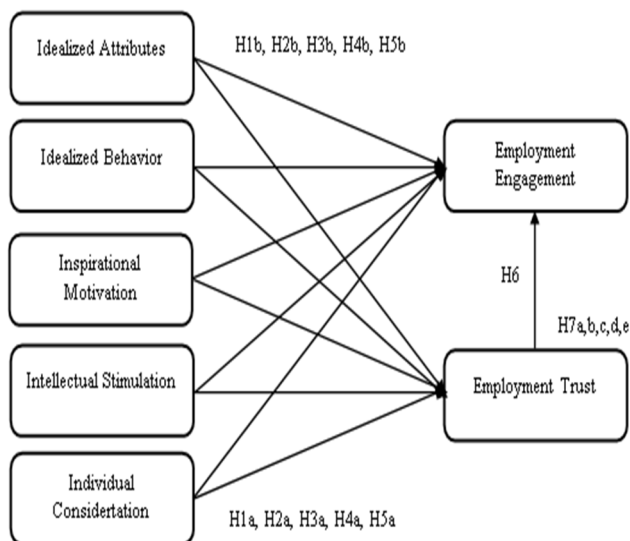 Idealized Attributes
H1b, H2b, H3b, H4b, H5b
Idealized Behavior
Employment
Engagement
Inspirational
Motivation
H6
H7a,b,c,d,e
Intellectual Stimulation
Employment Trust
Individual
Considertation
H1a, H2a, H3a, H4a, H5a